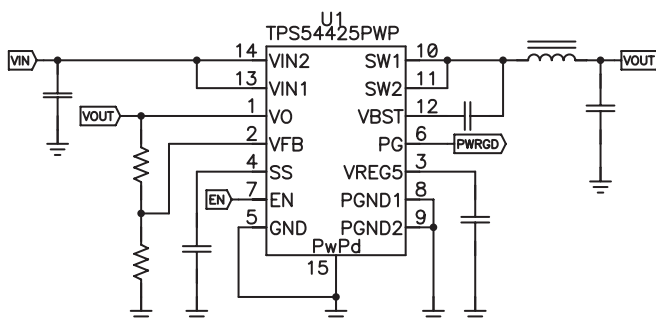 U1
TPS54425PWP
VIN
14 VIN2 SW1 10
VOUT
13 VIN1 SW2 11
VOUT
1 VO VBST 12
2 VFB PG 6
PWRGD
4 SS VREG5 3
EN
7 EN PGND1 8
5 GND PGND2 9
PwPd
15